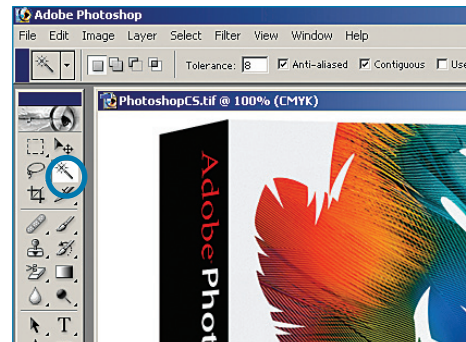 Adobe Photoshop
File Edit Image Layer Select Filter View Window Help
Tolerance: 8 Anti-aliased Contiguous Use
PhotoshopCS.tif @ 100% (CMYK)
Adobe Phot
T